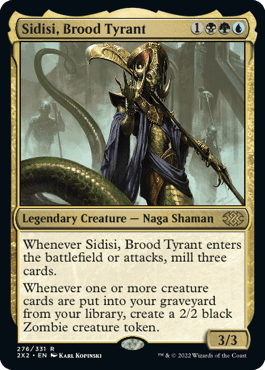 Sidisi, Brood Tyrant 1
Legendary Creature — Naga Shaman
Whenever Sidisi, Brood Tyrant enters
the battlefield or attacks, mill three
cards.
Whenever one or more creature
cards are put into your graveyard
from your library, create a 2/2 black
Zombie creature token.
3/3
276/331 R
2X2 • EN KARL KOPINSKI
™ & © 2022 Wizards of the Coast